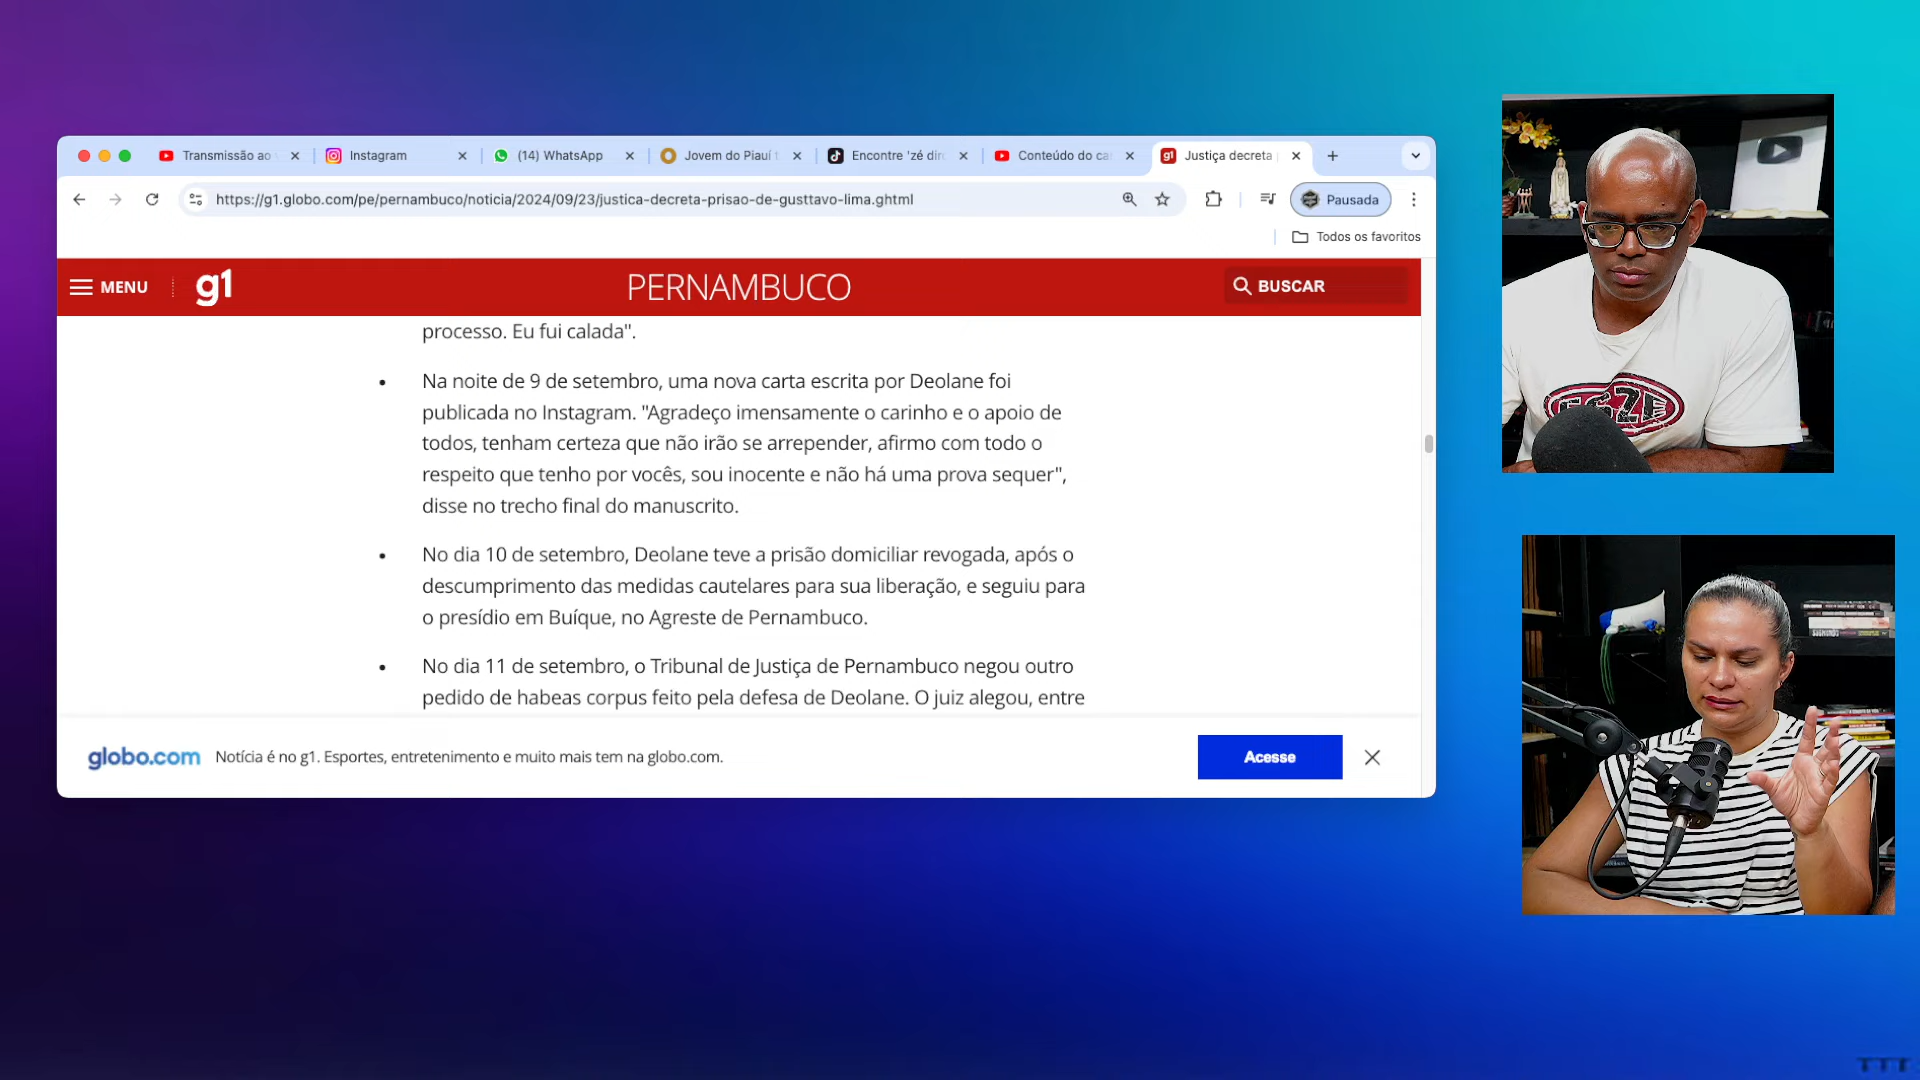 Transmissão ao
Instagram
(14) WhatsApp
Jovem do Piauí
Encontre 'zé dir
Conteúdo do ca
Justiça decreta
https://g1.globo.com/pe/pernambuco/noticia/2024/09/23/justica-decreta-prisao-de-gusttavo-lima.ghtml
Pausada
Todos os favoritos
MENU
g1
PERNAMBUCO
BUSCAR
processo. Eu fui calada".
• Na noite de 9 de setembro, uma nova carta escrita por Deolane foi
publicada no Instagram. "Agradeço imensamente o carinho e o apoio de
todos, tenham certeza que não irão se arrepender, afirmo com todo o
respeito que tenho por vocês, sou inocente e não há uma prova sequer",
disse no trecho final do manuscrito.
• No dia 10 de setembro, Deolane teve a prisão domiciliar revogada, após o
descumprimento das medidas cautelares para sua liberação, e seguiu para
o presídio em Buíque, no Agreste de Pernambuco.
• No dia 11 de setembro, o Tribunal de Justiça de Pernambuco negou outro
pedido de habeas corpus feito pela defesa de Deolane. O juiz alegou, entre
globo.com
Notícia é no g1. Esportes, entretenimento e muito mais tem na globo.com.
Acesse